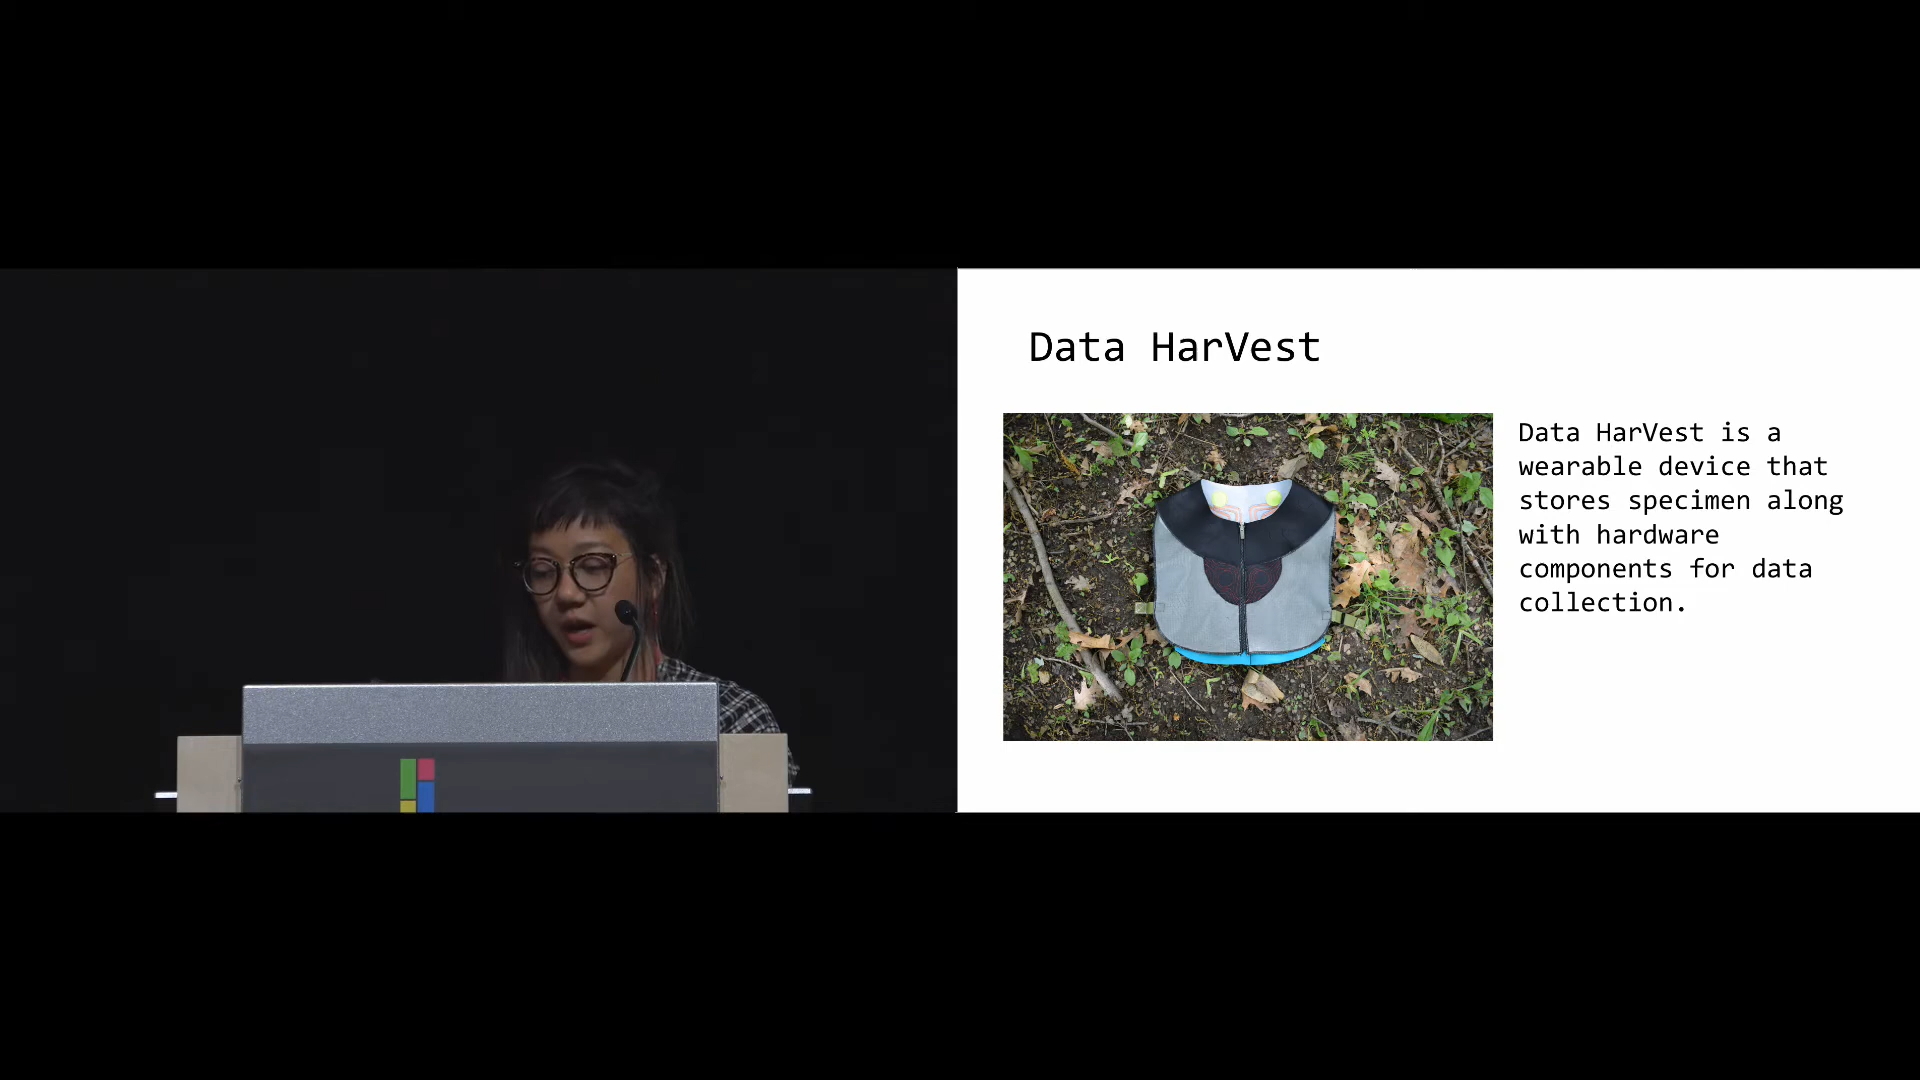 Data HarVest
Data HarVest is a
wearable device that
stores specimen along
with hardware
components for data
collection.